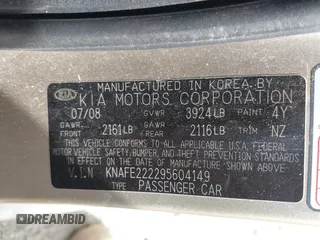 MANUFACTURED IN KOREA BY
KIA KIA MOTORS CORPORATION
07/08 GVWR 3924LB PAINT 4Y
GAWR FRONT 2161LB GAWR REAR 2116LB TRIM NZ
THIS VEHICLE CONFORMS TO ALL APPLICABLE U.S. FEDERAL
MOTOR VEHICLE SAFETY, BUMPER, AND THEFT PREVENTION
STANDARDS IN EFFECT ON THE DATE OF MANUFACTURE SHOWN ABOVE.
V.I.N KNAFE222295604149
TYPE PASSENGER CAR
DREAMBID